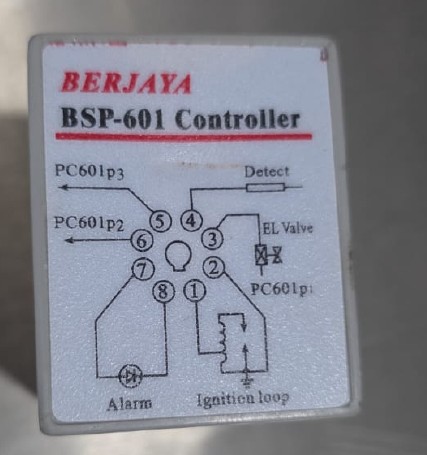 BERJAYA
BSP-601 Controller
PC601p3
Detect
5
4
PC601p2
6
3
EL Valve
7
2
8
1
PC601p1
Alarm
Ignition loop